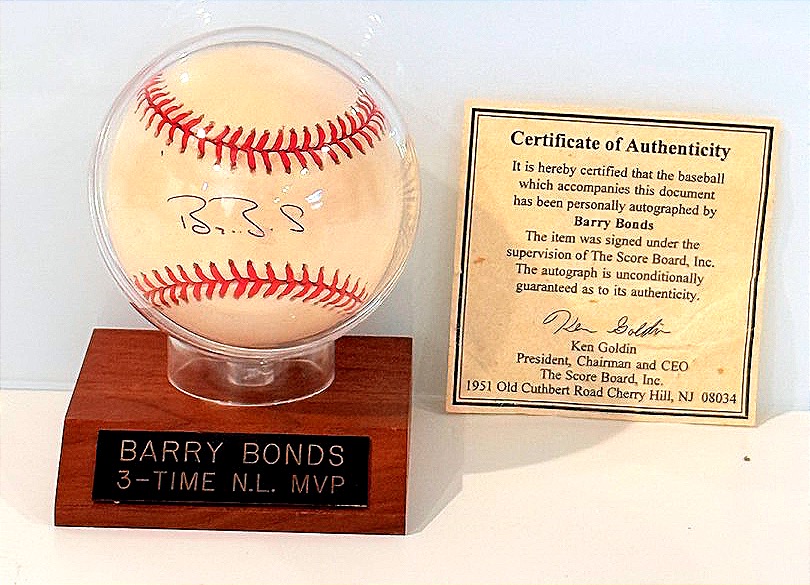 BARRY BONDS
3-TIME N.L. MVP
Certificate of Authenticity
It is hereby certified that the baseball
which accompanies this document
has been personally autographed by
Barry Bonds
The item was signed under the
supervision of The Score Board, Inc.
The autograph is unconditionally
guaranteed as to its authenticity.
Ken Goldin
Ken Goldin
President, Chairman and CEO
The Score Board, Inc.
1951 Old Cuthbert Road Cherry Hill, NJ 08034